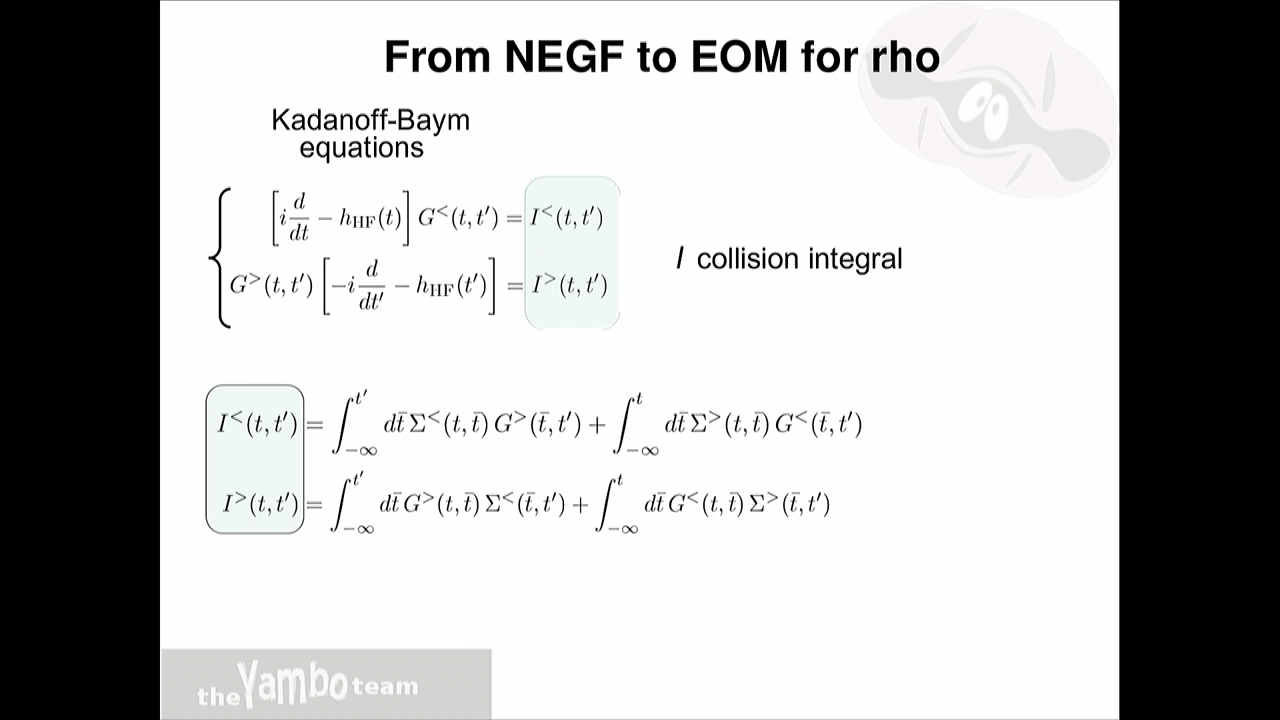 From NEGF to EOM for rho
Kadanoff-Baym
equations
[i d/dt − h_HF(t)] G^<(t, t′) = I^<(t, t′)
G^>(t, t′) [−i d/dt′ − h_HF(t′)] = I^>(t, t′)
I collision integral
I^<(t, t′) = ∫_{−∞}^{t′} dt̄ Σ^<(t, t̄) G^>(t̄, t′) + ∫_{−∞}^{t} dt̄ Σ^>(t, t̄) G^<(t̄, t′)
I^>(t, t′) = ∫_{−∞}^{t′} dt̄ G^>(t, t̄) Σ^<(t̄, t′) + ∫_{−∞}^{t} dt̄ G^<(t, t̄) Σ^>(t̄, t′)
the Yambo team